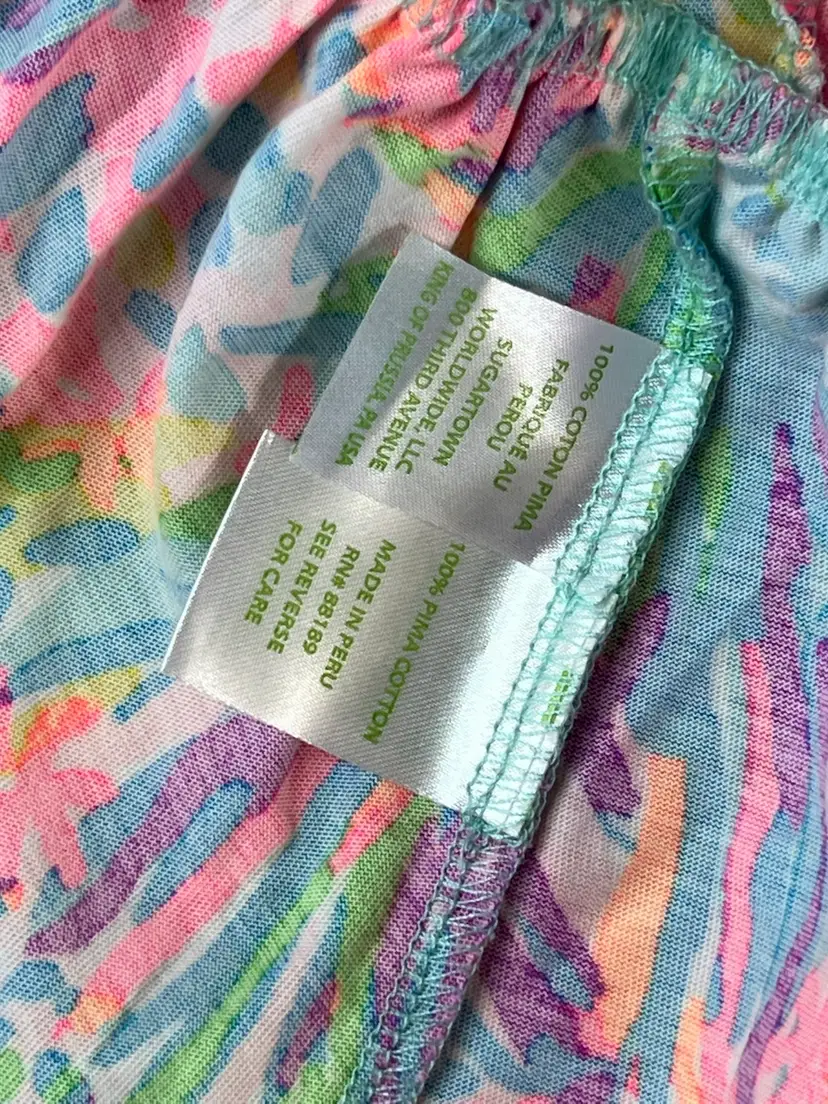 100% COTON PIMA
FABRIQUE AU
PEROU
SUGARTOWN
WORLDWIDE, LLC
800 THIRD AVENUE
KING OF PRUSSIA, PA USA
100% PIMA COTTON
MADE IN PERU
RN# 88189
SEE REVERSE
FOR CARE